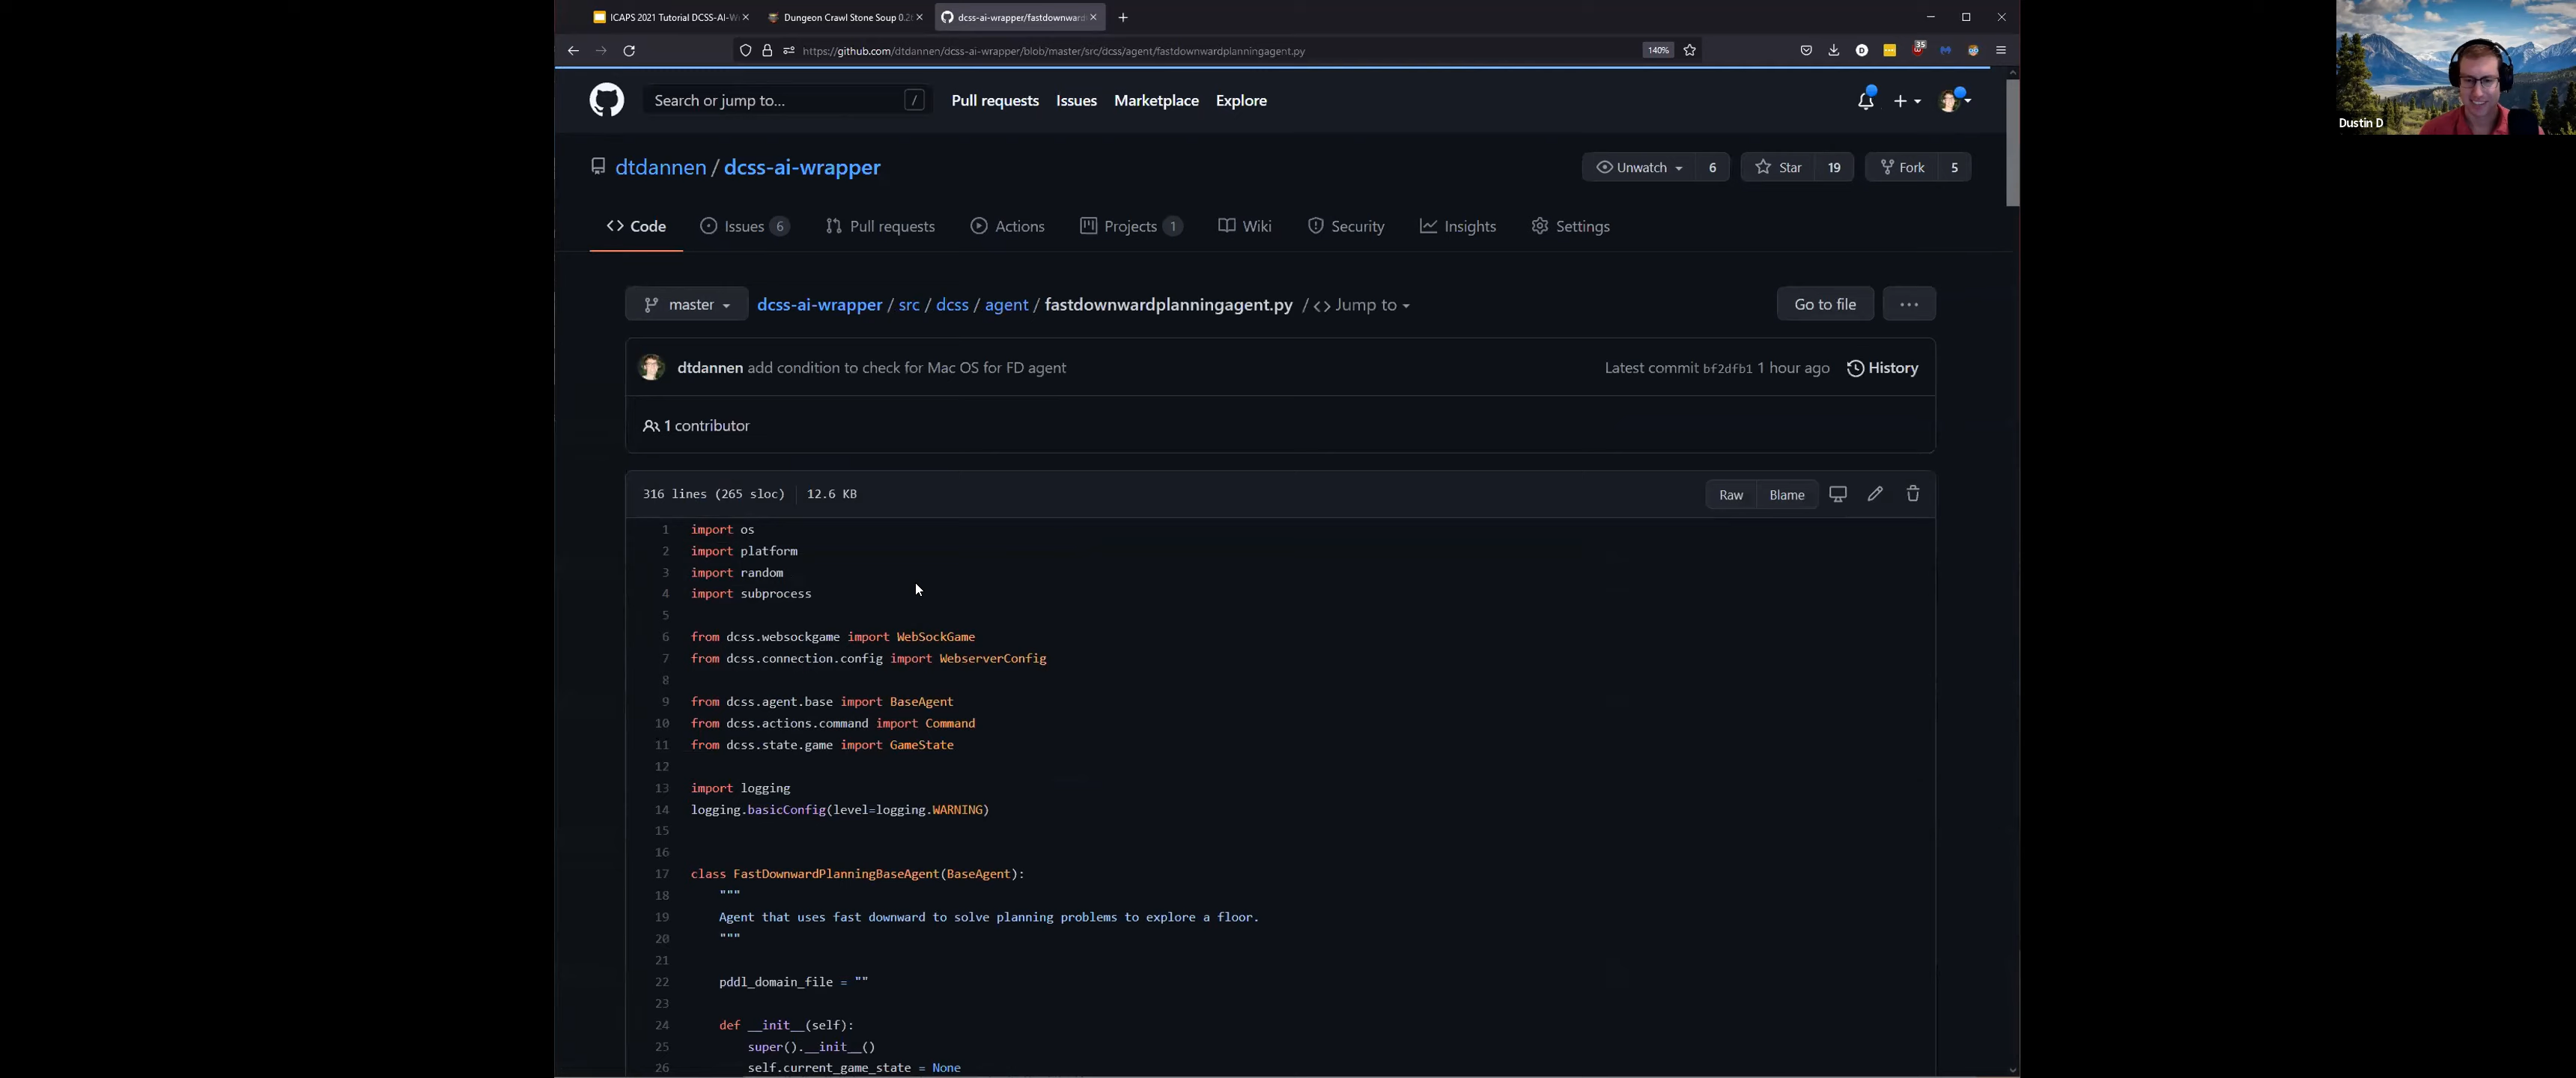 ICAPS 2021 Tutorial DCSS-AI-W
Dungeon Crawl Stone Soup 0.26
dcss-ai-wrapper/fastdownward
https://github.com/dtdannen/dcss-ai-wrapper/blob/master/src/dcss/agent/fastdownwardplanningagent.py
140%
35
Dustin D
Search or jump to...
/
Pull requests
Issues
Marketplace
Explore
dtdannen / dcss-ai-wrapper
Unwatch 6
Star 19
Fork 5
Code
Issues 6
Pull requests
Actions
Projects 1
Wiki
Security
Insights
Settings
master
dcss-ai-wrapper / src / dcss / agent / fastdownwardplanningagent.py / <> Jump to
Go to file
...
dtdannen add condition to check for Mac OS for FD agent
Latest commit bf2dfb1 1 hour ago
History
1 contributor
316 lines (265 sloc) | 12.6 KB
Raw
Blame
1 import os
2 import platform
3 import random
4 import subprocess
5
6 from dcss.websockgame import WebSockGame
7 from dcss.connection.config import WebserverConfig
8
9 from dcss.agent.base import BaseAgent
10 from dcss.actions.command import Command
11 from dcss.state.game import GameState
12
13 import logging
14 logging.basicConfig(level=logging.WARNING)
15
16
17 class FastDownwardPlanningBaseAgent(BaseAgent):
18 """
19 Agent that uses fast downward to solve planning problems to explore a floor.
20 """
21
22 pddl_domain_file = ""
23
24 def __init__(self):
25 super().__init__()
26 self.current_game_state = None